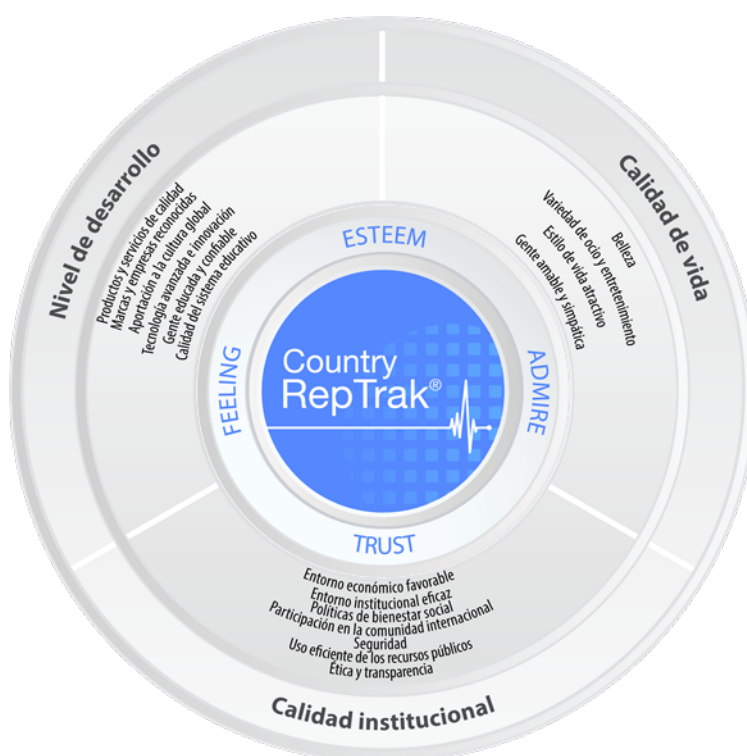 Nivel de desarrollo
Productos y servicios de calidad
Marcas y empresas reconocidas
Aportación a la cultura global
Tecnología avanzada e innovación
Gente educada y confiable
Calidad del sistema educativo
Calidad de vida
Belleza
Variedad de ocio y entretenimiento
Estilo de vida atractivo
Gente amable y simpática
ESTEEM
FEELING
ADMIRE
TRUST
Country
RepTrak®
Entorno económico favorable
Entorno institucional eficaz
Políticas de bienestar social
Participación en la comunidad internacional
Seguridad
Uso eficiente de los recursos públicos
Ética y transparencia
Calidad institucional